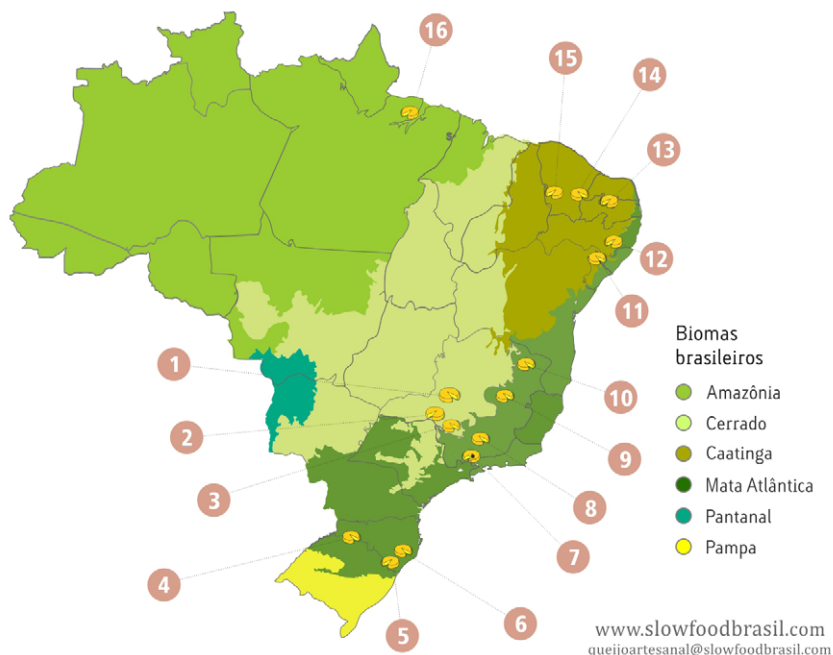 16
15
14
13
12
11
1
2
3
10
9
8
7
4
5
6
Biomas
brasileiros
Amazônia
Cerrado
Caatinga
Mata Atlântica
Pantanal
Pampa
www.slowfoodbrasil.com
queijoartesanal@slowfoodbrasil.com